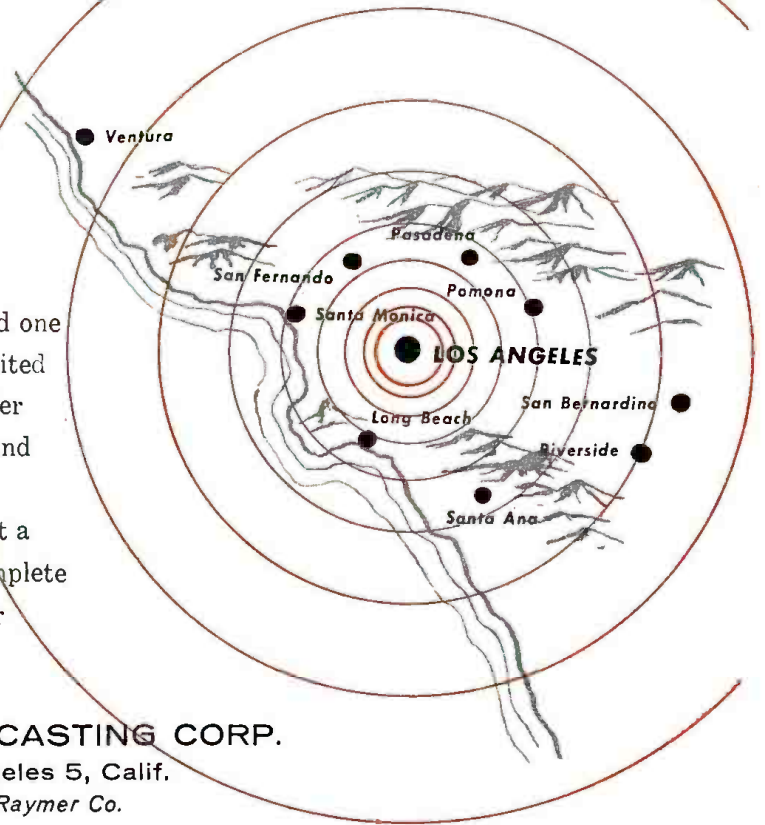 Ventura
Pasadena
San Fernando
Pomona
Santa Monica
LOS ANGELES
San Bernardino
Long Beach
Riverside
Santa Ana
d one
ited
er
nd
t a
mplete
r
CASTING CORP.
eles 5, Calif.
Raymer Co.